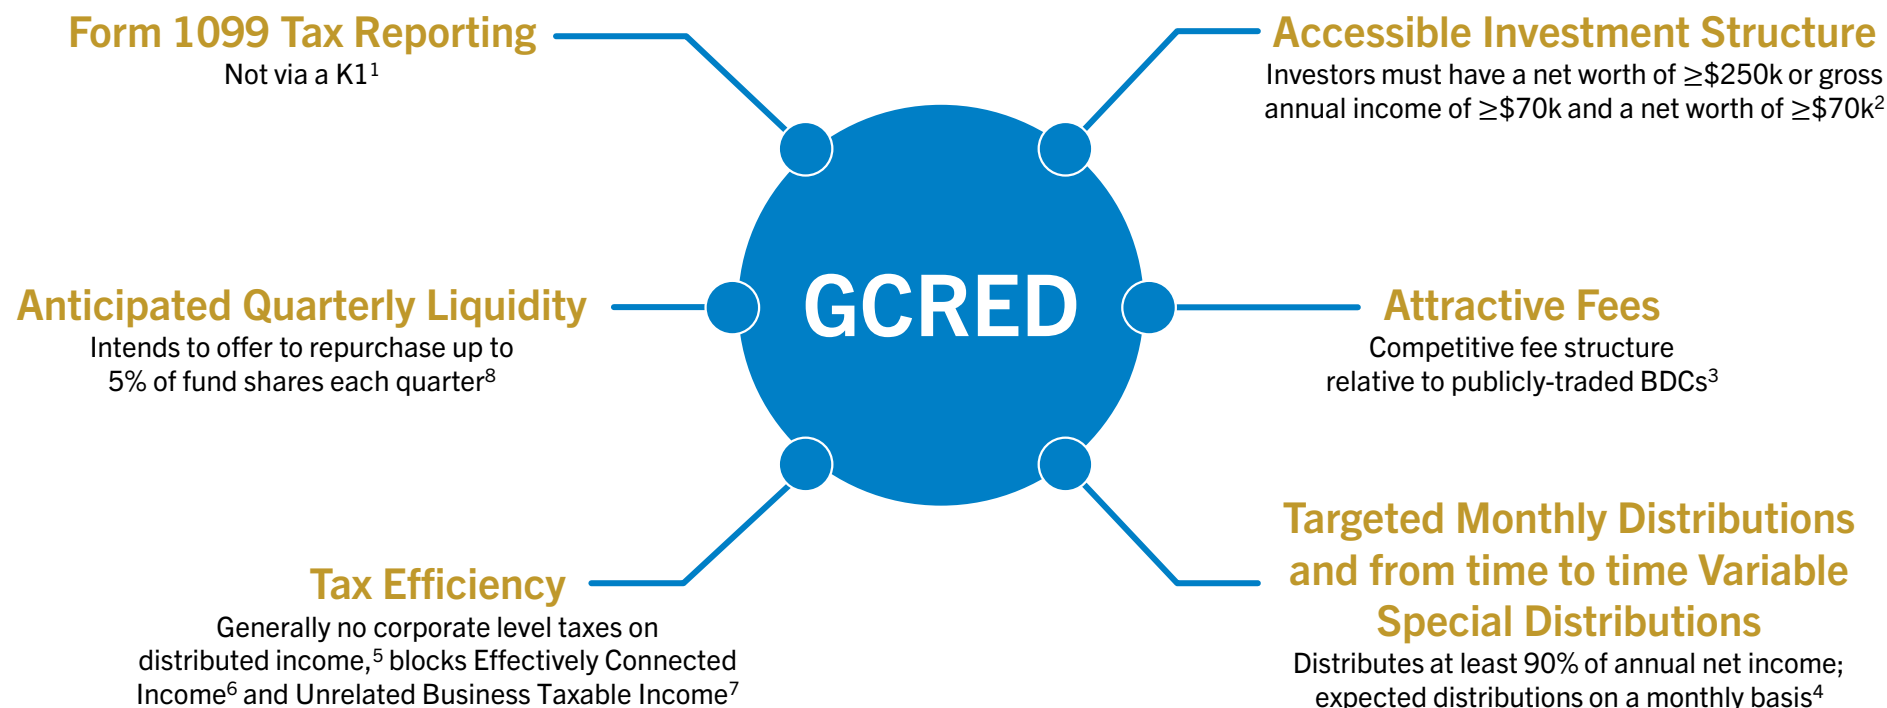 Form 1099 Tax Reporting
Not via a K1¹
Accessible Investment Structure
Investors must have a net worth of ≥$250k or gross
annual income of ≥$70k and a net worth of ≥$70k²
Anticipated Quarterly Liquidity
Intends to offer to repurchase up to
5% of fund shares each quarter⁸
GCRED
Attractive Fees
Competitive fee structure
relative to publicly-traded BDCs³
Tax Efficiency
Generally no corporate level taxes on
distributed income,⁵ blocks Effectively Connected
Income⁶ and Unrelated Business Taxable Income⁷
Targeted Monthly Distributions
and from time to time Variable
Special Distributions
Distributes at least 90% of annual net income;
expected distributions on a monthly basis⁴